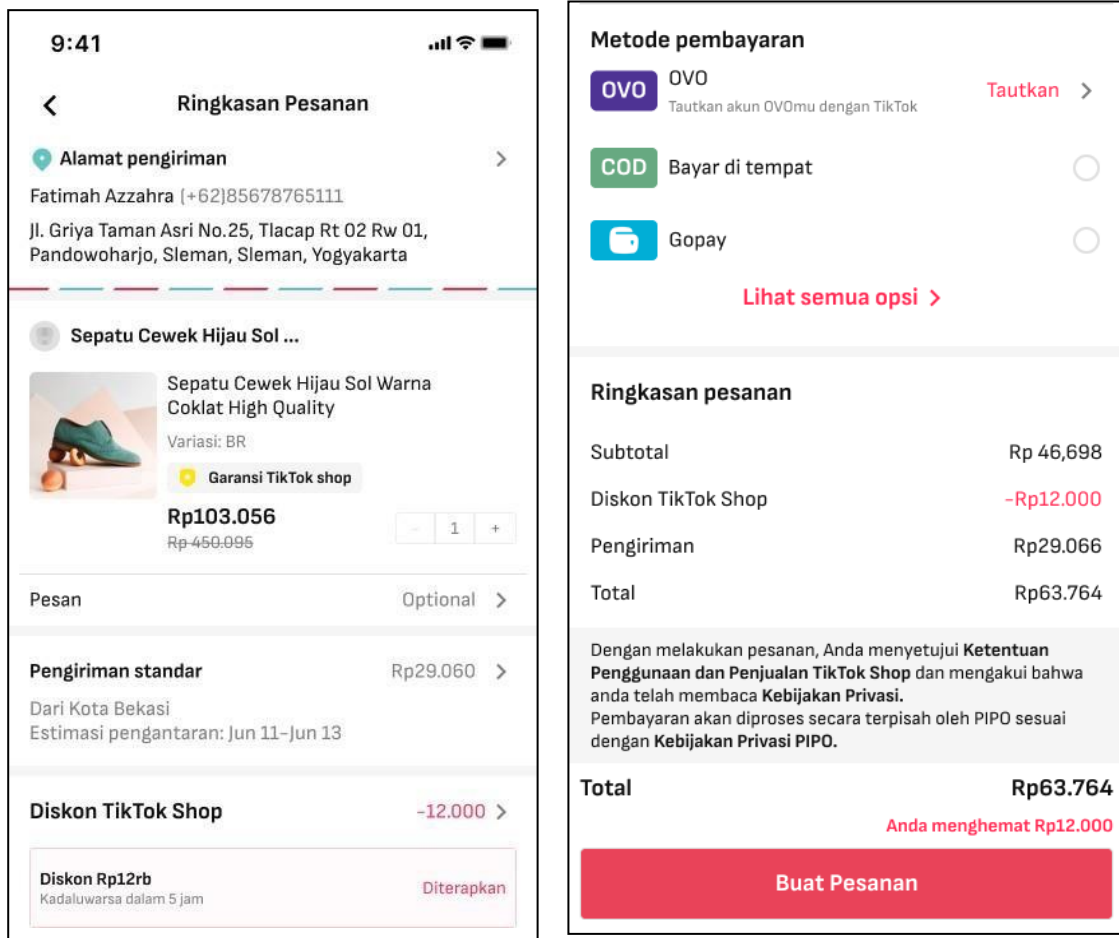 9:41
Ringkasan Pesanan
Alamat pengiriman
Fatimah Azzahra (+62)85678765111
Jl. Griya Taman Asri No.25, Tlacap Rt 02 Rw 01,
Pandowoharjo, Sleman, Sleman, Yogyakarta
Sepatu Cewek Hijau Sol ...
Sepatu Cewek Hijau Sol Warna
Coklat High Quality
Variasi: BR
Garansi TikTok shop
Rp103.056
Rp 450.095
- 1 +
Pesan Optional
Pengiriman standar Rp29.060
Dari Kota Bekasi
Estimasi pengantaran: Jun 11-Jun 13
Diskon TikTok Shop -12.000
Diskon Rp12rb
Kadaluwarsa dalam 5 jam
Diterapkan
Metode pembayaran
OVO OVO
Tautkan akun OVOmu dengan TikTok
Tautkan
COD Bayar di tempat
Gopay
Lihat semua opsi
Ringkasan pesanan
Subtotal Rp 46,698
Diskon TikTok Shop -Rp12.000
Pengiriman Rp29.066
Total Rp63.764
Dengan melakukan pesanan, Anda menyetujui Ketentuan
Penggunaan dan Penjualan TikTok Shop dan mengakui bahwa
anda telah membaca Kebijakan Privasi.
Pembayaran akan diproses secara terpisah oleh PIPO sesuai
dengan Kebijakan Privasi PIPO.
Total Rp63.764
Anda menghemat Rp12.000
Buat Pesanan